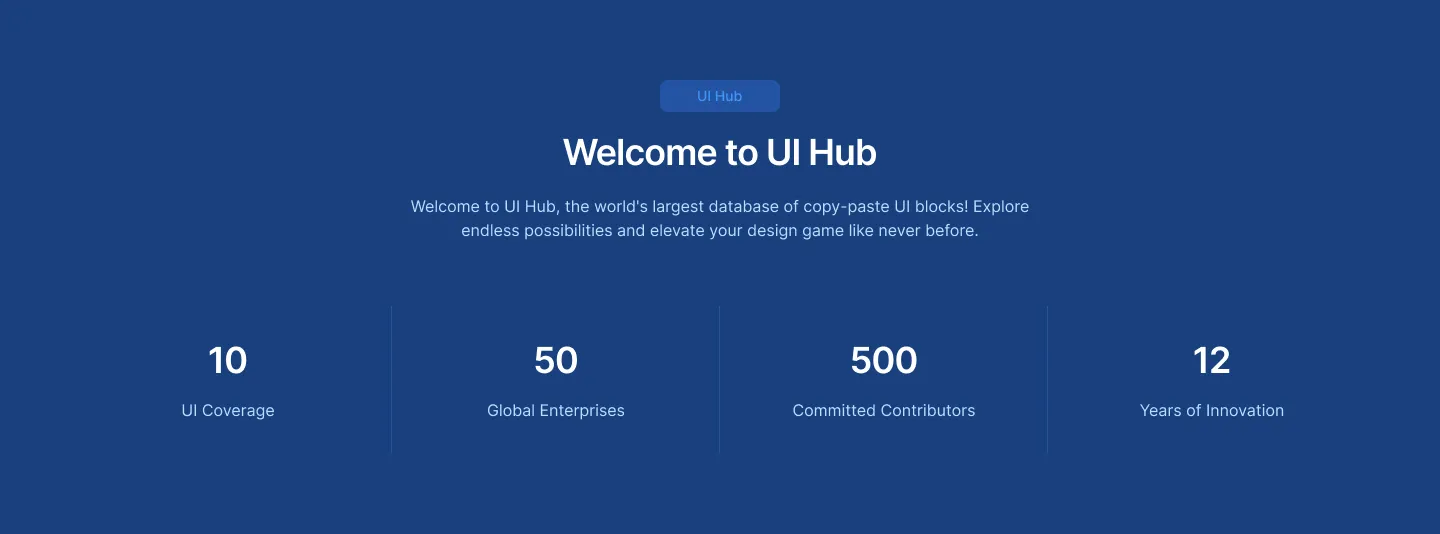 UI Hub
Welcome to UI Hub
Welcome to UI Hub, the world's largest database of copy-paste UI blocks! Explore
endless possibilities and elevate your design game like never before.
10
UI Coverage
50
Global Enterprises
500
Committed Contributors
12
Years of Innovation